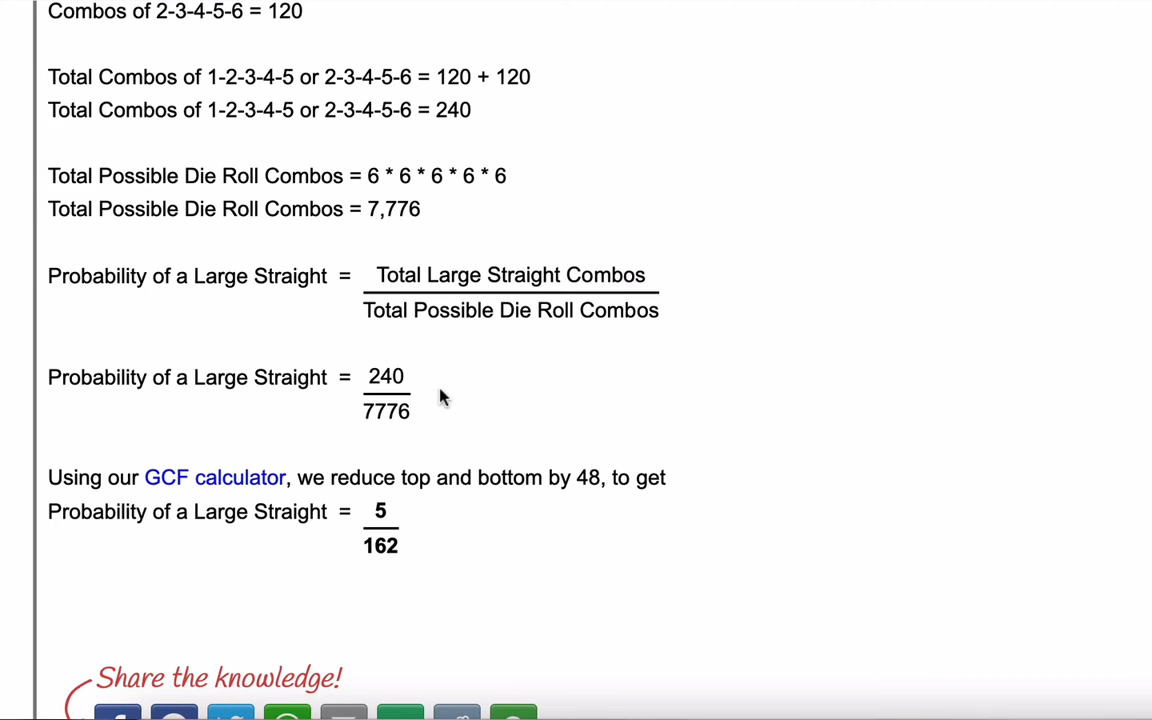 Combos of 2-3-4-5-6 = 120
Total Combos of 1-2-3-4-5 or 2-3-4-5-6 = 120 + 120
Total Combos of 1-2-3-4-5 or 2-3-4-5-6 = 240
Total Possible Die Roll Combos = 6 * 6 * 6 * 6 * 6
Total Possible Die Roll Combos = 7,776
Probability of a Large Straight = Total Large Straight Combos
Total Possible Die Roll Combos
Probability of a Large Straight = 240
7776
Using our GCF calculator, we reduce top and bottom by 48, to get
Probability of a Large Straight = 5
162
Share the knowledge!